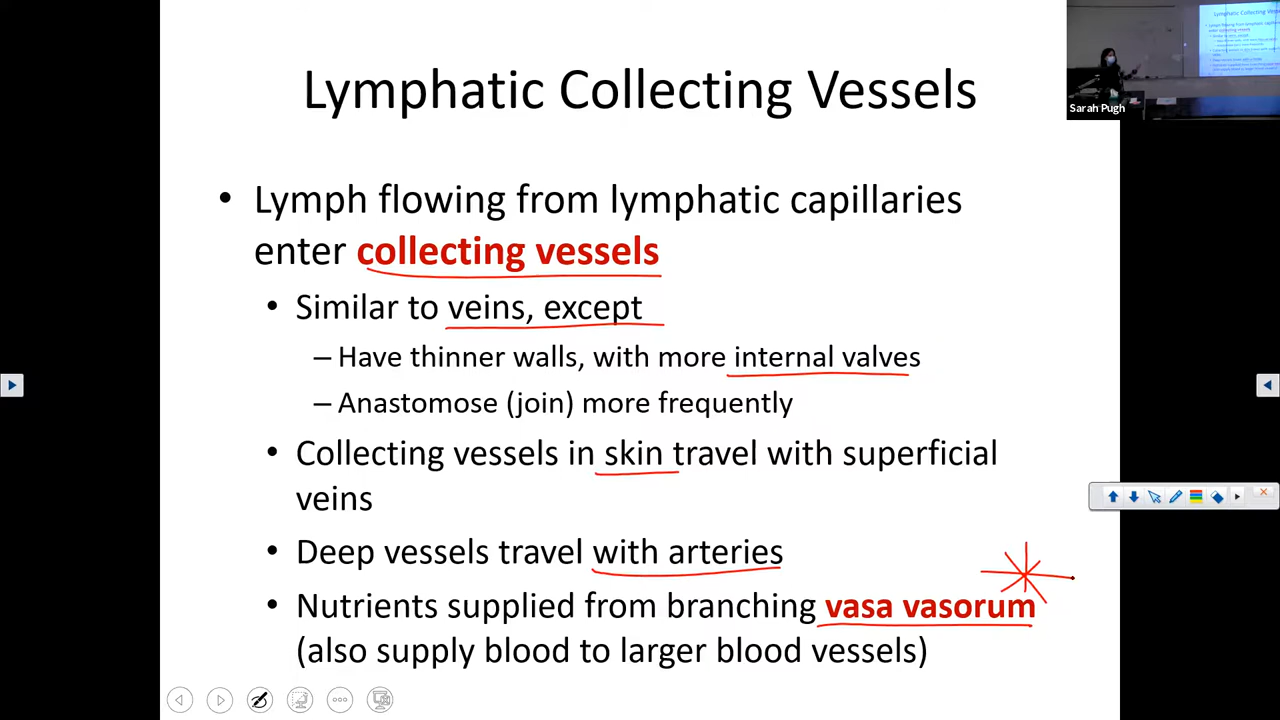 Lymphatic Collecting Vessels
Sarah Pugh
• Lymph flowing from lymphatic capillaries
enter collecting vessels
• Similar to veins, except
– Have thinner walls, with more internal valves
– Anastomose (join) more frequently
• Collecting vessels in skin travel with superficial
veins
• Deep vessels travel with arteries
• Nutrients supplied from branching vasa vasorum
(also supply blood to larger blood vessels)